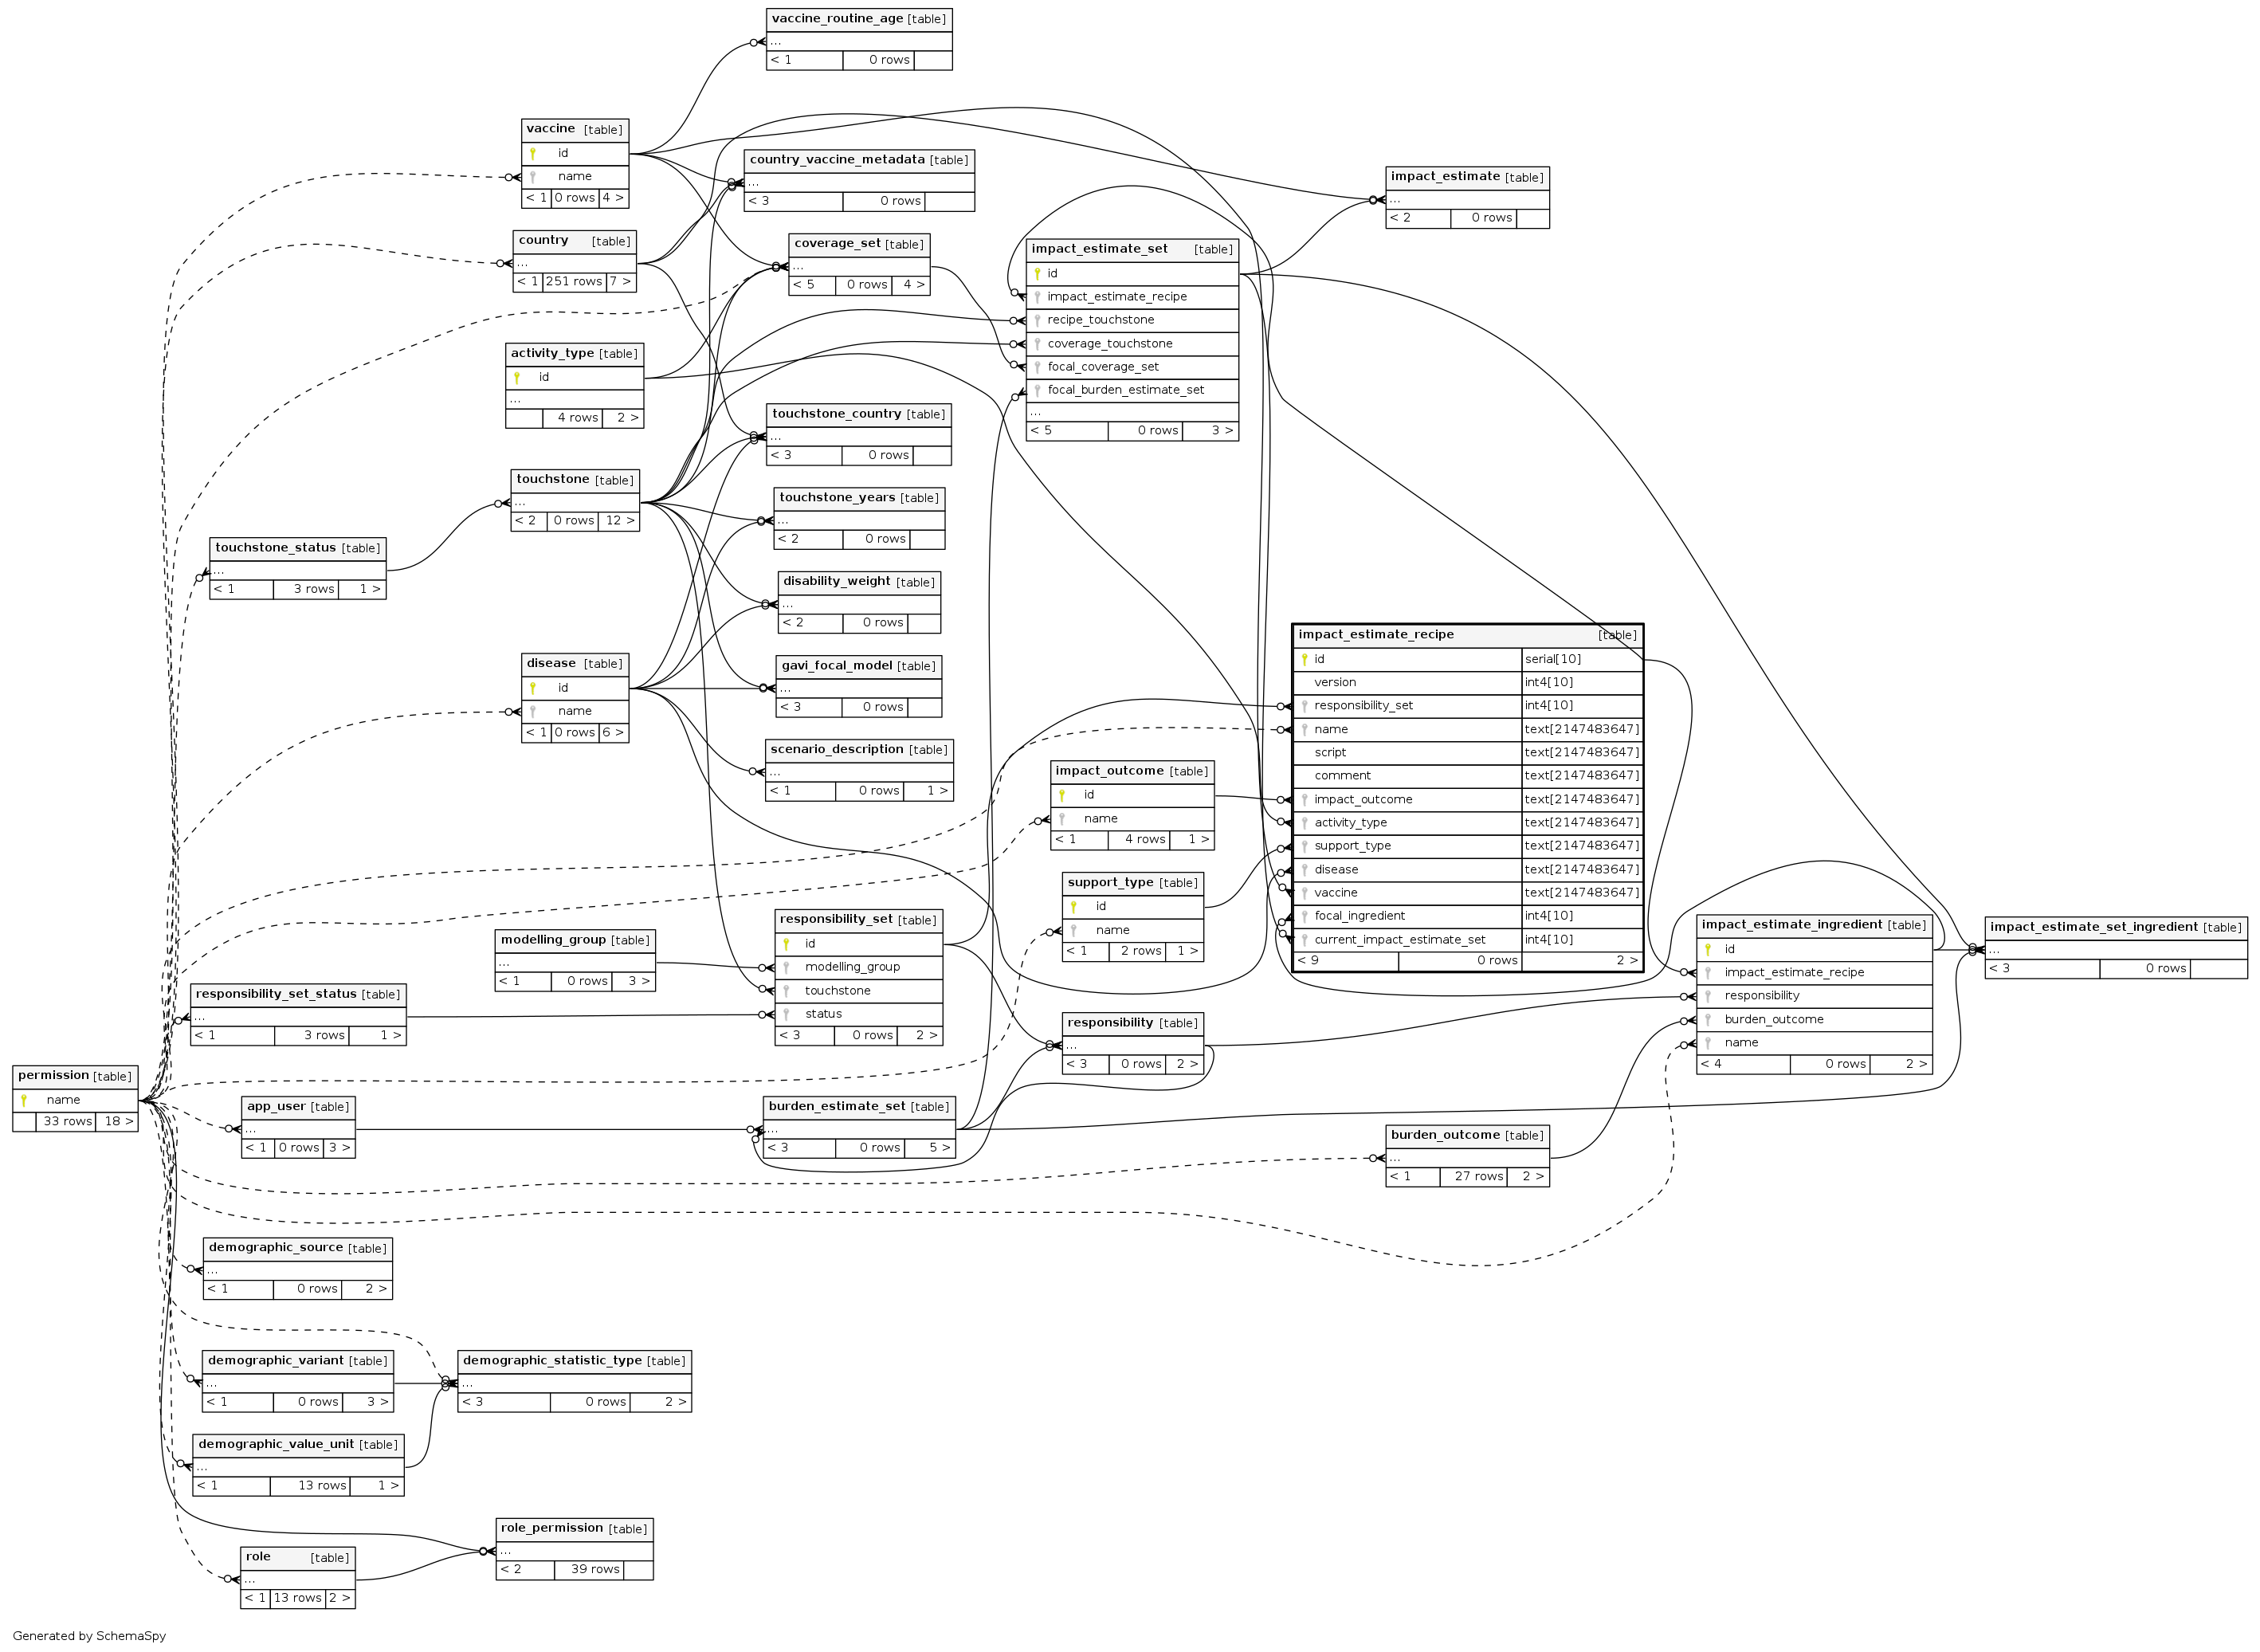 vaccine_routine_age [table]
...
< 1 0 rows
vaccine [table]
id
name
< 1 0 rows 4 >
country_vaccine_metadata [table]
...
< 3 0 rows
impact_estimate [table]
...
< 2 0 rows
country [table]
...
< 1 251 rows 7 >
coverage_set [table]
...
< 5 0 rows 4 >
impact_estimate_set [table]
id
impact_estimate_recipe
recipe_touchstone
coverage_touchstone
focal_coverage_set
focal_burden_estimate_set
...
< 5 0 rows 3 >
activity_type [table]
id
...
4 rows 2 >
touchstone_country [table]
...
< 3 0 rows
touchstone [table]
...
< 2 0 rows 12 >
touchstone_years [table]
...
< 2 0 rows
touchstone_status [table]
...
< 1 3 rows 1 >
disability_weight [table]
...
< 2 0 rows
disease [table]
id
name
< 1 0 rows 6 >
gavi_focal_model [table]
...
< 3 0 rows
scenario_description [table]
...
< 1 0 rows 1 >
impact_estimate_recipe [table]
id serial[10]
version int4[10]
responsibility_set int4[10]
name text[2147483647]
script text[2147483647]
comment text[2147483647]
impact_outcome text[2147483647]
activity_type text[2147483647]
support_type text[2147483647]
disease text[2147483647]
vaccine text[2147483647]
focal_ingredient int4[10]
current_impact_estimate_set int4[10]
< 9 0 rows 2 >
impact_outcome [table]
id
name
< 1 4 rows 1 >
support_type [table]
id
name
< 1 2 rows 1 >
responsibility_set [table]
id
modelling_group
touchstone
status
< 3 0 rows 2 >
modelling_group [table]
...
< 1 0 rows 3 >
responsibility_set_status [table]
...
< 1 3 rows 1 >
impact_estimate_ingredient [table]
id
impact_estimate_recipe
responsibility
burden_outcome
name
< 4 0 rows 2 >
impact_estimate_set_ingredient [table]
...
< 3 0 rows
responsibility [table]
...
< 3 0 rows 2 >
permission [table]
name
33 rows 18 >
app_user [table]
...
< 1 0 rows 3 >
burden_estimate_set [table]
...
< 3 0 rows 5 >
burden_outcome [table]
...
< 1 27 rows 2 >
demographic_source [table]
...
< 1 0 rows 2 >
demographic_variant [table]
...
< 1 0 rows 3 >
demographic_statistic_type [table]
...
< 3 0 rows 2 >
demographic_value_unit [table]
...
< 1 13 rows 1 >
role_permission [table]
...
< 2 39 rows
role [table]
...
< 1 13 rows 2 >
Generated by SchemaSpy